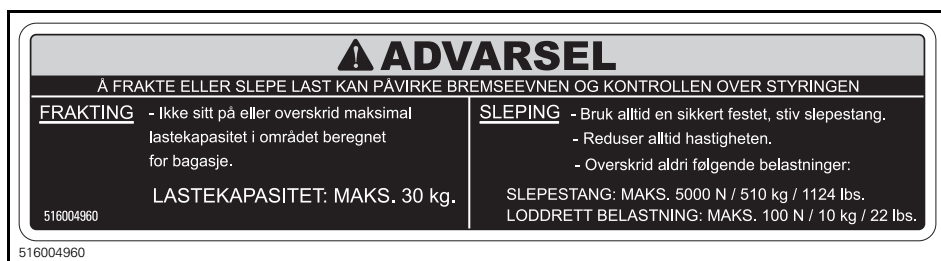 ADVARSEL
Å FRAKTE ELLER SLEPE LAST KAN PÅVIRKE BREMSEEVNEN OG KONTROLLEN OVER STYRINGEN
FRAKTING - Ikke sitt på eller overskrid maksimal
lastekapasitet i området beregnet
for bagasje.
LASTEKAPASITET: MAKS. 30 kg.
516004960
SLEPING - Bruk alltid en sikkert festet, stiv slepestang.
- Reduser alltid hastigheten.
- Overskrid aldri følgende belastninger:
SLEPESTANG: MAKS. 5000 N / 510 kg / 1124 lbs.
LODDRETT BELASTNING: MAKS. 100 N / 10 kg / 22 lbs.
516004960